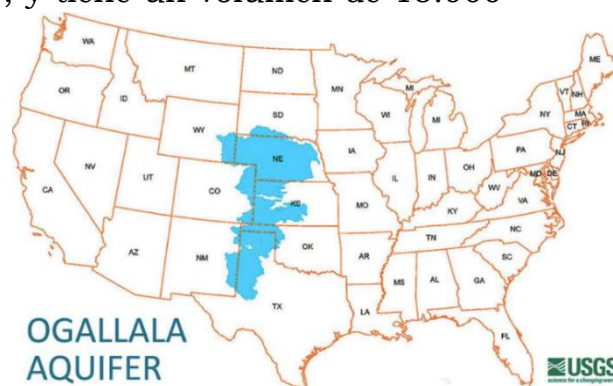 , y tiene un volumen de
WA
MT
ND
MN
ME
OR
ID
SD
WI
MI
MI
VT
NH
NY
MA
CT
RI
WY
NE
IA
PA
NJ
NV
UT
CO
KS
MO
IL
IN
OH
WV
MD
DE
VA
CA
KY
NC
AZ
NM
OK
AR
TN
SC
TX
LA
MS
AL
GA
FL
OGALLALA
AQUIFER
USGS
science for a changing world